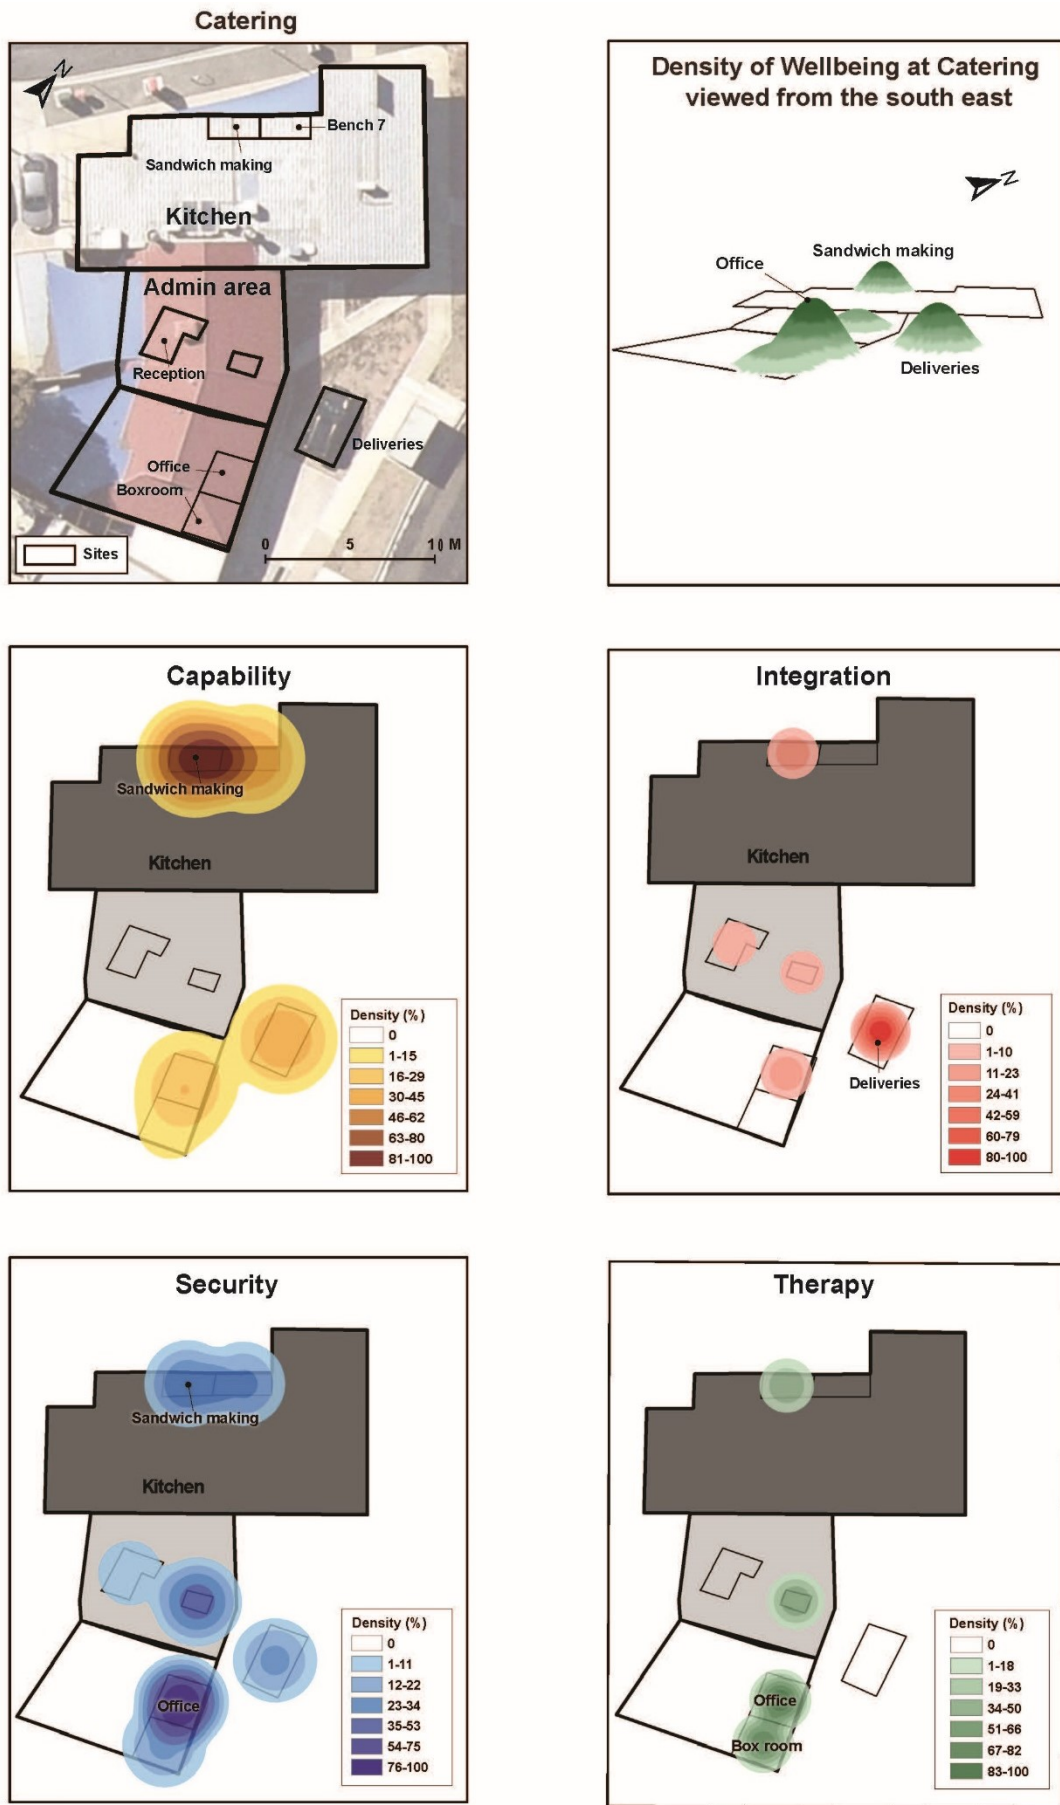 Catering
N
Bench 7
Sandwich making
Kitchen
Admin area
Reception
Deliveries
Office
Boxroom
Sites
0 5 10 M
Density of Wellbeing at Catering
viewed from the south east
N
Sandwich making
Office
Deliveries
Capability
Sandwich making
Kitchen
Density (%)
0
1-15
16-29
30-45
46-62
63-80
81-100
Integration
Kitchen
Deliveries
Density (%)
0
1-10
11-23
24-41
42-59
60-79
80-100
Security
Sandwich making
Kitchen
Office
Density (%)
0
1-11
12-22
23-34
35-53
54-75
76-100
Therapy
Office
Box room
Density (%)
0
1-18
19-33
34-50
51-66
67-82
83-100